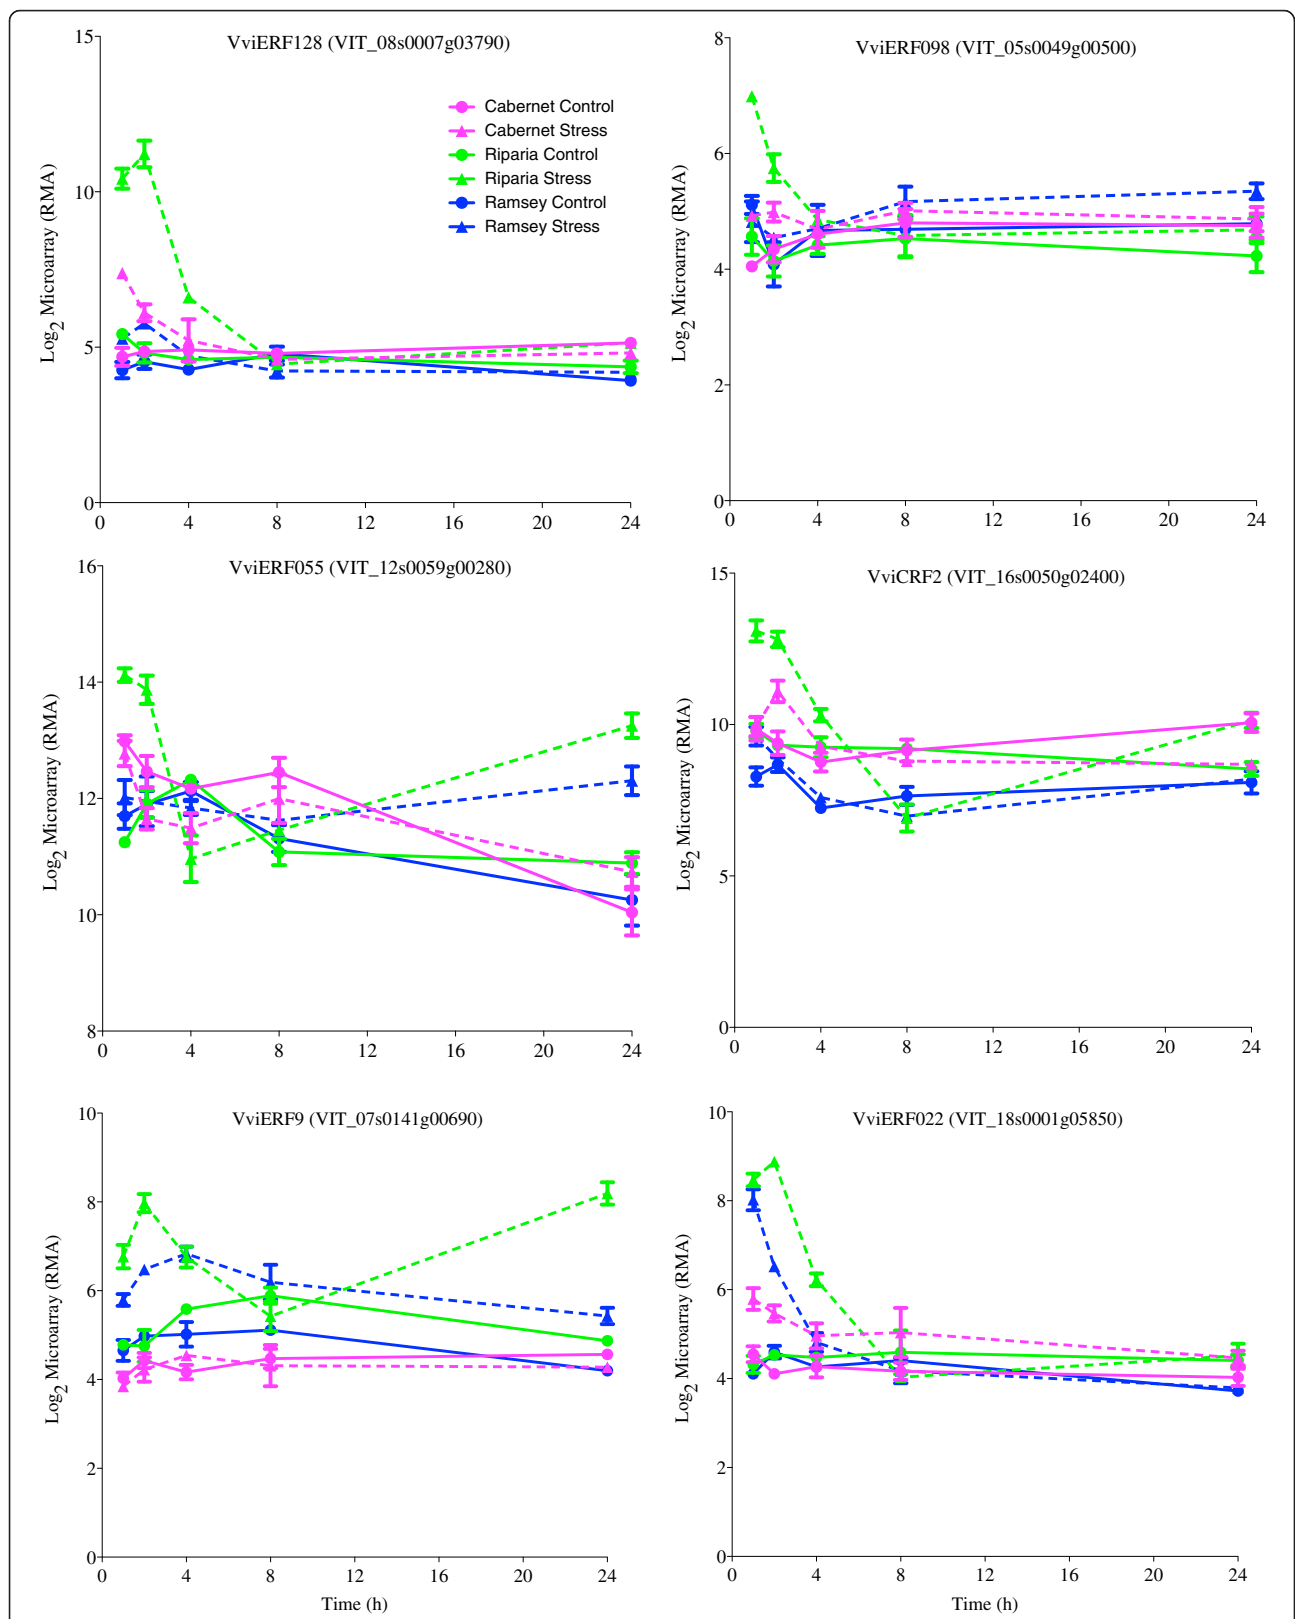 VviERF128 (VIT_08s0007g03790)
Log2 Microarray (RMA)
15
10
5
0
0 4 8 12 16 20 24
Cabernet Control
Cabernet Stress
Riparia Control
Riparia Stress
Ramsey Control
Ramsey Stress
VviERF098 (VIT_05s0049g00500)
Log2 Microarray (RMA)
8
6
4
2
0
0 4 8 12 16 20 24
VviERF055 (VIT_12s0059g00280)
Log2 Microarray (RMA)
16
14
12
10
8
0 4 8 12 16 20 24
VviCRF2 (VIT_16s0050g02400)
Log2 Microarray (RMA)
15
10
5
0
0 4 8 12 16 20 24
VviERF9 (VIT_07s0141g00690)
Log2 Microarray (RMA)
10
8
6
4
2
0
0 4 8 12 16 20 24
Time (h)
VviERF022 (VIT_18s0001g05850)
Log2 Microarray (RMA)
10
8
6
4
2
0
0 4 8 12 16 20 24
Time (h)